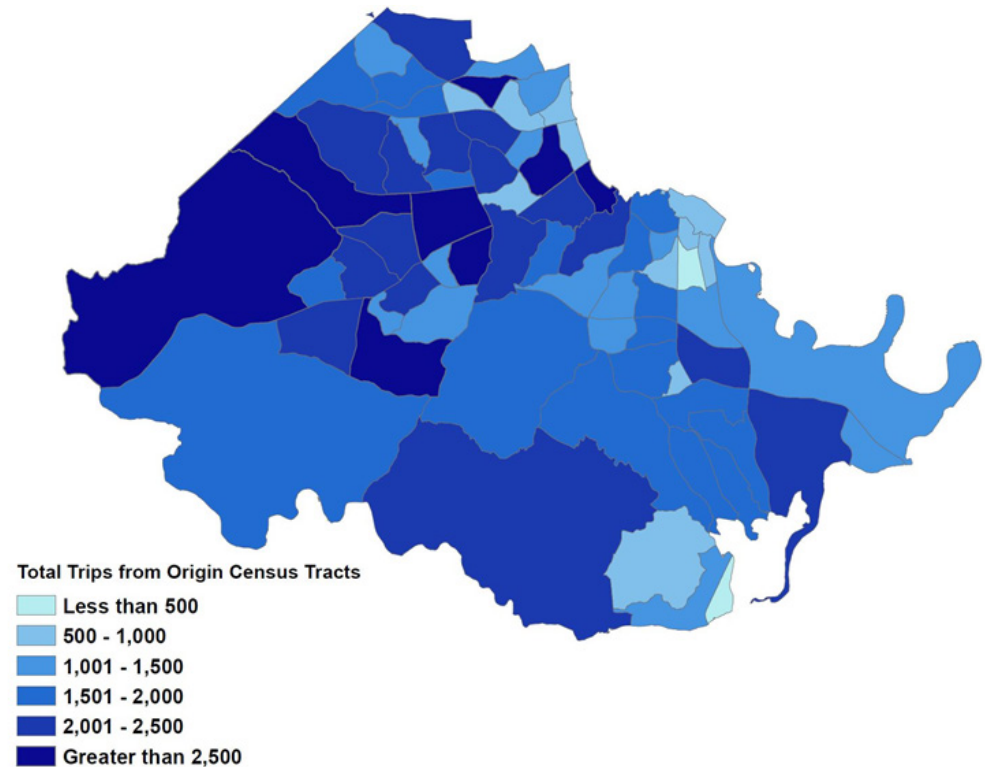 Total Trips from Origin Census Tracts
Less than 500
500 - 1,000
1,001 - 1,500
1,501 - 2,000
2,001 - 2,500
Greater than 2,500